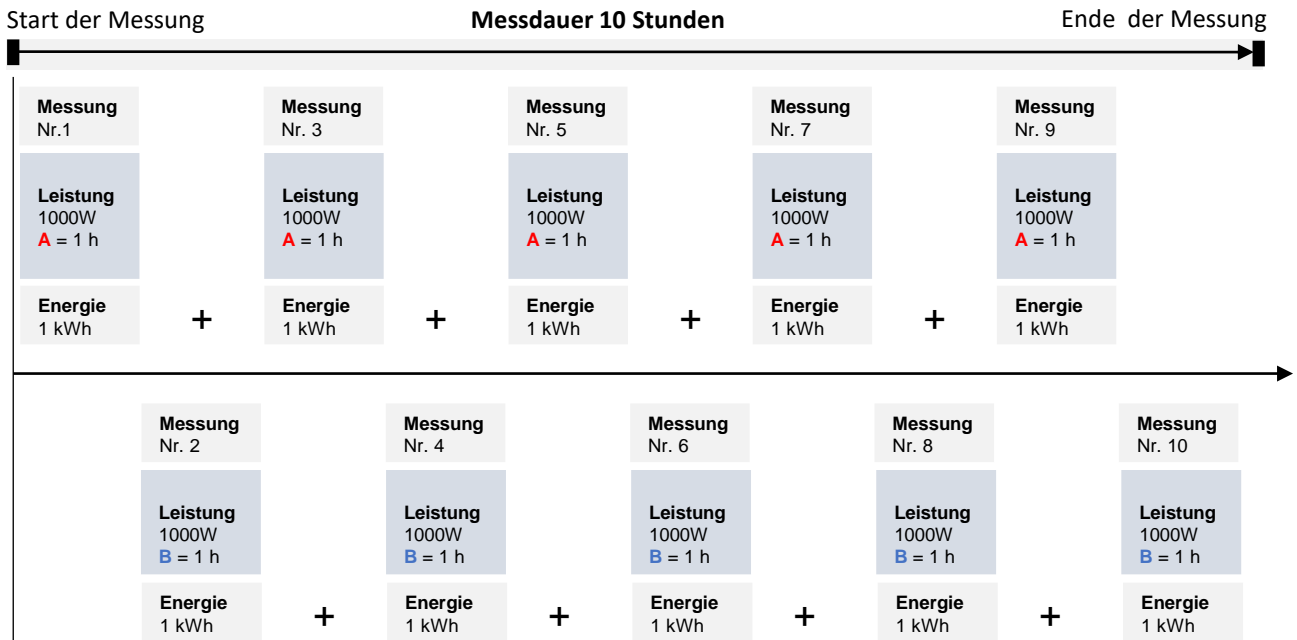 Start der Messung
Messdauer 10 Stunden
Ende der Messung
Messung
Nr.1
Messung
Nr. 3
Messung
Nr. 5
Messung
Nr. 7
Messung
Nr. 9
Leistung
1000W
A = 1 h
Leistung
1000W
A = 1 h
Leistung
1000W
A = 1 h
Leistung
1000W
A = 1 h
Leistung
1000W
A = 1 h
Energie
1 kWh
+
Energie
1 kWh
+
Energie
1 kWh
+
Energie
1 kWh
+
Energie
1 kWh
Messung
Nr. 2
Messung
Nr. 4
Messung
Nr. 6
Messung
Nr. 8
Messung
Nr. 10
Leistung
1000W
B = 1 h
Leistung
1000W
B = 1 h
Leistung
1000W
B = 1 h
Leistung
1000W
B = 1 h
Leistung
1000W
B = 1 h
Energie
1 kWh
+
Energie
1 kWh
+
Energie
1 kWh
+
Energie
1 kWh
+
Energie
1 kWh